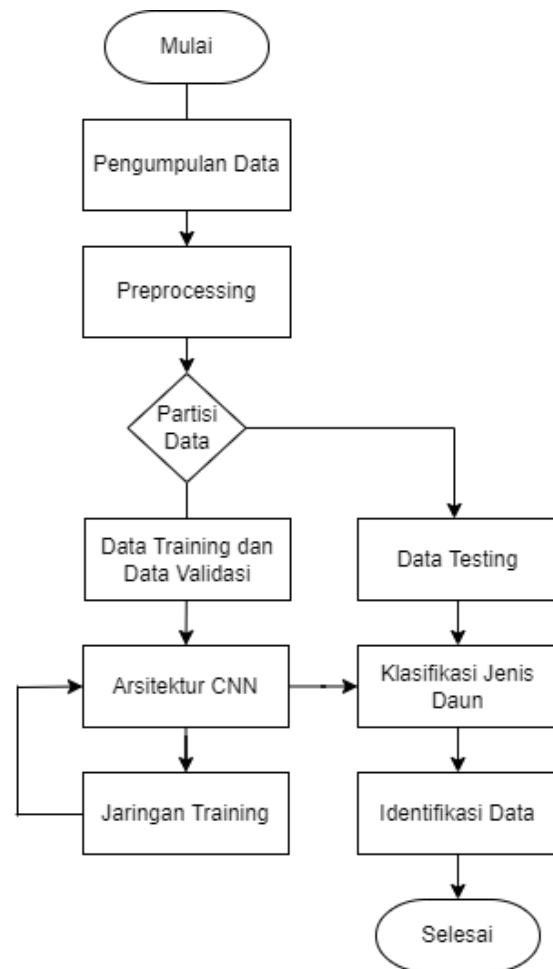 Mulai
Pengumpulan Data
Preprocessing
Partisi
Data
Data Training dan
Data Validasi
Data Testing
Arsitektur CNN
Klasifikasi Jenis
Daun
Jaringan Training
Identifikasi Data
Selesai